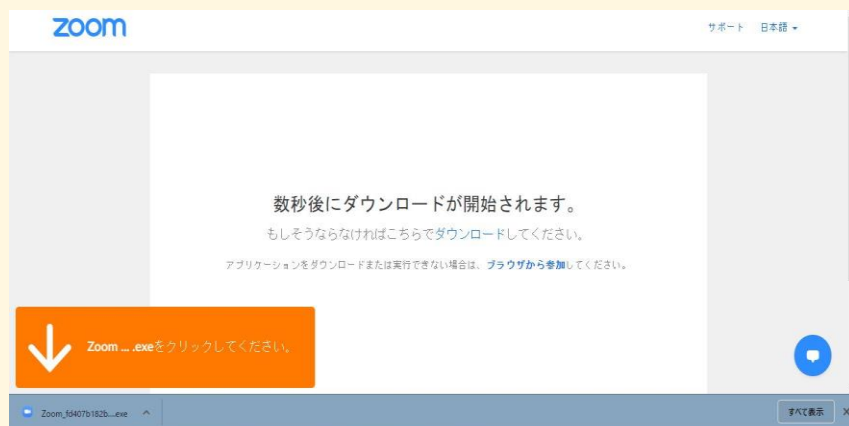 zoom
サポート 日本語
数秒後にダウンロードが開始されます。
もしそうならなければこちらでダウンロードしてください。
アプリケーションをダウンロードまたは実行できない場合は、ブラウザから参加してください。
Zoom ... .exeをクリックしてください。
Zoom_fd407b182b....exe
すべて表示